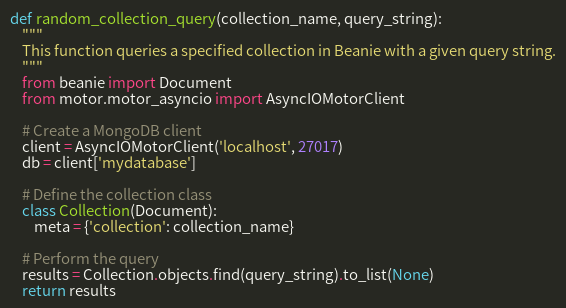 def random_collection_query(collection_name, query_string):
    """
    This function queries a specified collection in Beanie with a given query string.
    """
    from beanie import Document
    from motor.motor_asyncio import AsyncIOMotorClient

    # Create a MongoDB client
    client = AsyncIOMotorClient('localhost', 27017)
    db = client['mydatabase']

    # Define the collection class
    class Collection(Document):
        meta = {'collection': collection_name}

    # Perform the query
    results = Collection.objects.find(query_string).to_list(None)
    return results